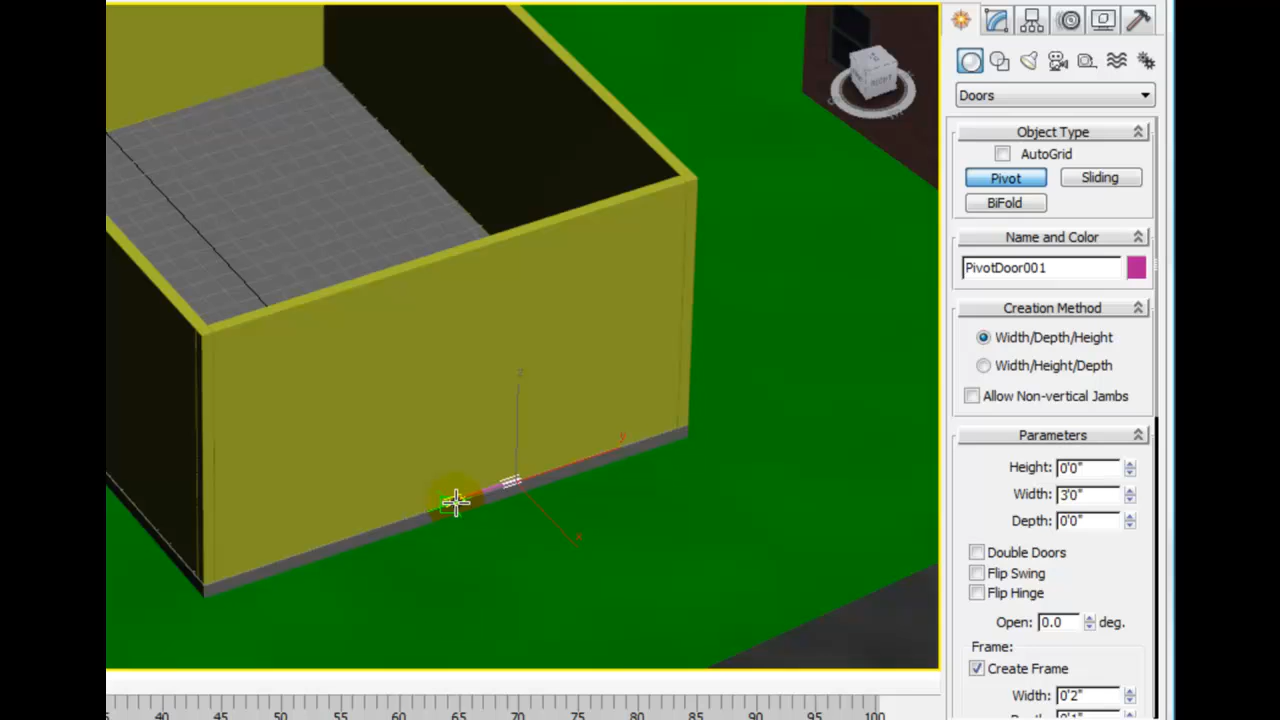 RIGHT
Doors
Object Type
AutoGrid
Pivot Sliding
BiFold
Name and Color
PivotDoor001
Creation Method
Width/Depth/Height
Width/Height/Depth
Allow Non-vertical Jambs
Parameters
Height: 0'0"
Width: 3'0"
Depth: 0'0"
Double Doors
Flip Swing
Flip Hinge
Open: 0.0 deg.
Frame:
Create Frame
Width: 0'2"
z
y
x
40 45 50 55 60 65 70 75 80 85 90 95 100